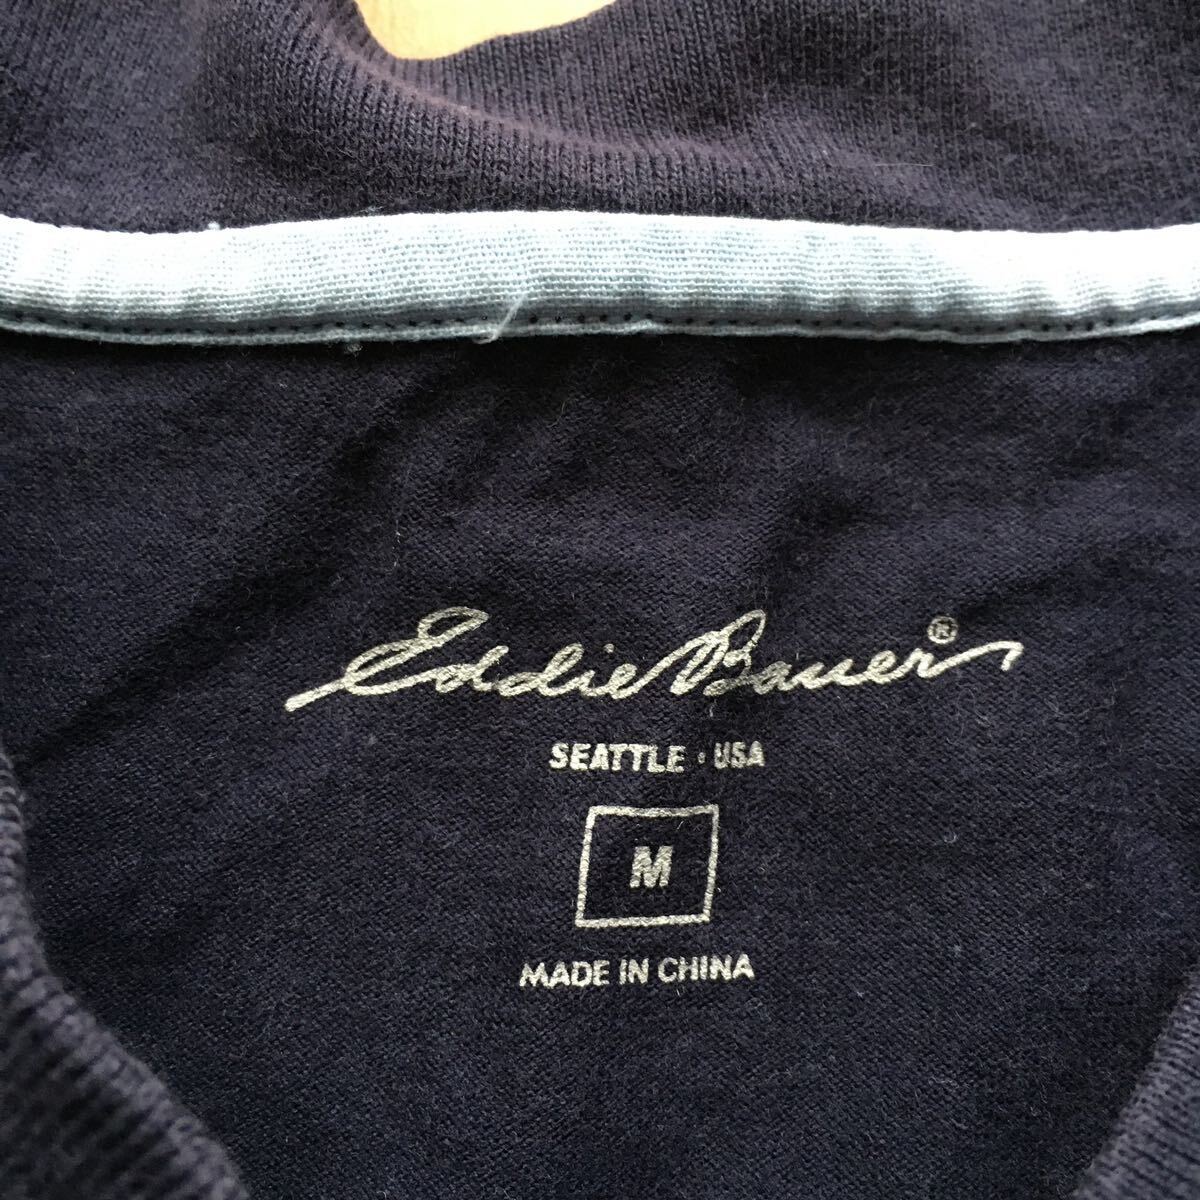 Eddie Bauer®
SEATTLE • USA
M
MADE IN CHINA